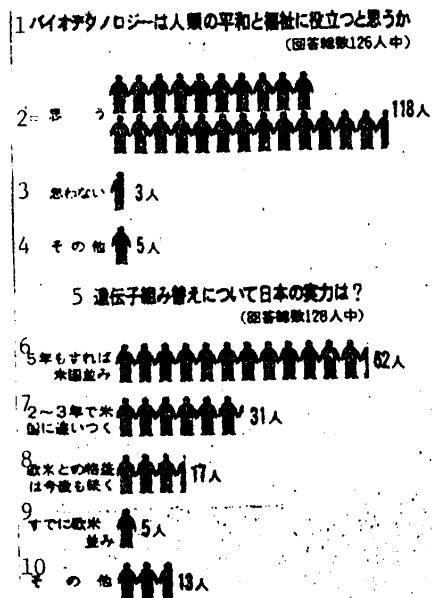 1 バイオテクノロジーは人類の平和と福祉に役立つと思うか
(回答総数126人中)
2= 思う 118人
3 思わない 3人
4 その他 5人
5 遺伝子組み替えについて日本の実力は?
(回答総数128人中)
6
5年もすれば
米国並み 62人
7
2〜3年で米
国に追いつく 31人
8
欧米との格差
は今後も続く 17人
9
すでに欧米
並み 5人
10
その他 13人